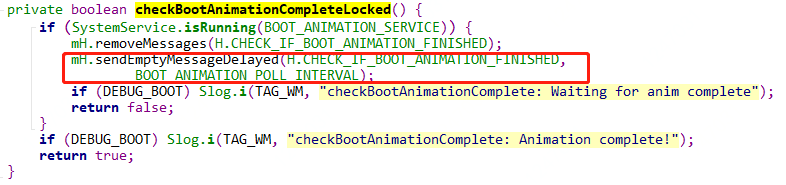 private boolean checkBootAnimationCompleteLocked() {
    if (SystemService.isRunning(BOOT_ANIMATION_SERVICE)) {
        mH.removeMessages(H.CHECK_IF_BOOT_ANIMATION_FINISHED);
        mH.sendEmptyMessageDelayed(H.CHECK_IF_BOOT_ANIMATION_FINISHED,
                BOOT_ANIMATION_POLL_INTERVAL);
        if (DEBUG_BOOT) Slog.i(TAG_WM, "checkBootAnimationComplete: Waiting for anim complete");
        return false;
    }
    if (DEBUG_BOOT) Slog.i(TAG_WM, "checkBootAnimationComplete: Animation complete!");
    return true;
}